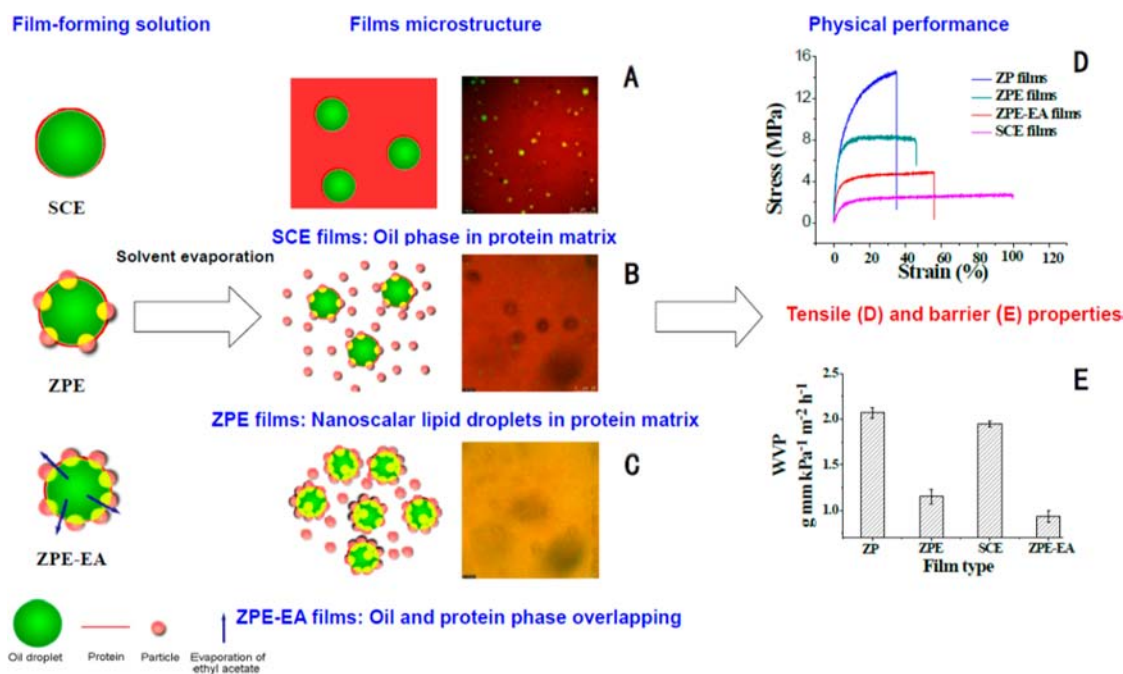 Film-forming solution
Films microstructure
Physical performance
A
SCE
SCE films: Oil phase in protein matrix
Solvent evaporation
B
ZPE
ZPE films: Nanoscalar lipid droplets in protein matrix
C
ZPE-EA
ZPE-EA films: Oil and protein phase overlapping
Oil droplet
Protein
Particle
Evaporation of
ethyl acetate
D
ZP films
ZPE films
ZPE-EA films
SCE films
Stress (MPa)
16
12
8
4
0
0 20 40 60 80 100 120
Strain (%)
Tensile (D) and barrier (E) properties
E
WVP
g mm kPa⁻¹ m⁻² h⁻¹
2.5
2.0
1.5
1.0
ZP ZPE SCE ZPE-EA
Film type